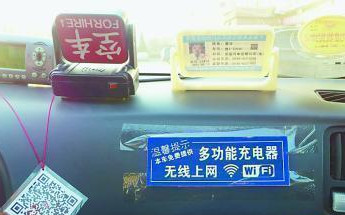 空车
FOR HIRE!
温馨提示
本车免费提供
多功能充电器
无线上网 WiFi